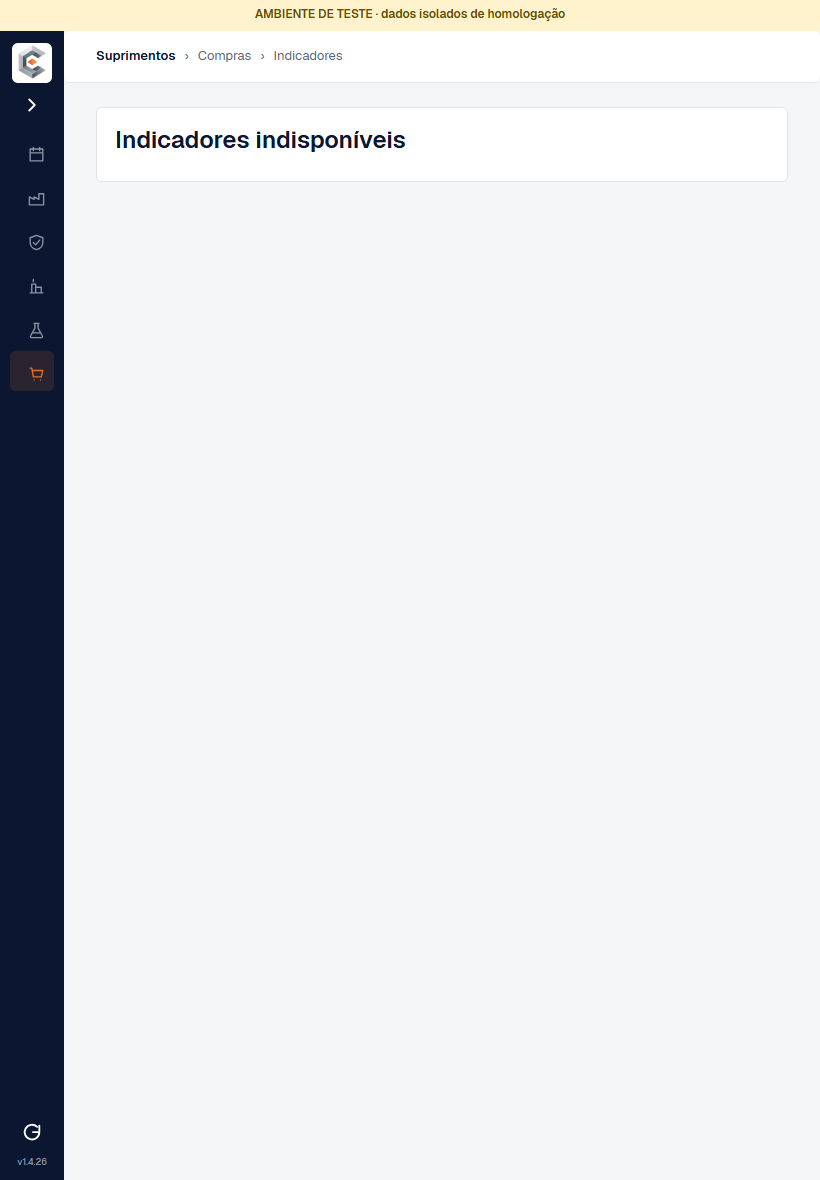 AMBIENTE DE TESTE · dados isolados de homologação
Suprimentos › Compras › Indicadores
Indicadores indisponíveis
v1.4.26